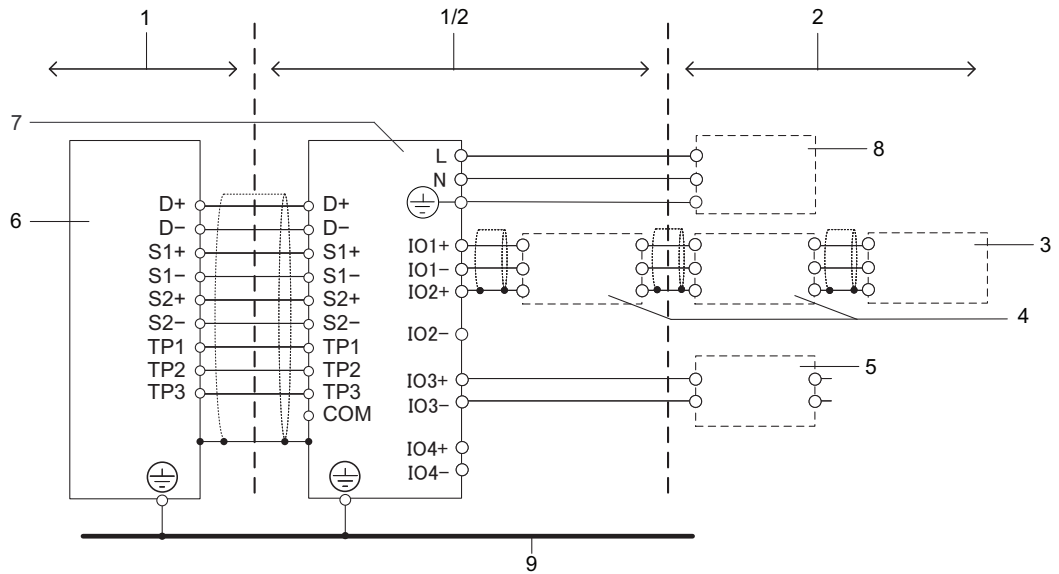 1
1/2
2
7
L
N
8
6
D+
D−
S1+
S1−
S2+
S2−
TP1
TP2
TP3
D+
D−
S1+
S1−
S2+
S2−
TP1
TP2
TP3
COM
IO1+
IO1−
IO2+
IO2−
IO3+
IO3−
IO4+
IO4−
3
4
5
9